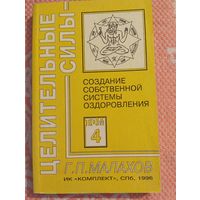 ЦЕЛИТЕЛЬНЫЕ
СИЛЫ
СОЗДАНИЕ
СОБСТВЕННОЙ
СИСТЕМЫ
ОЗДОРОВЛЕНИЯ
ТОМ
4
Г.П.МАЛАХОВ
ИК «КОМПЛЕКТ», СПб, 1996